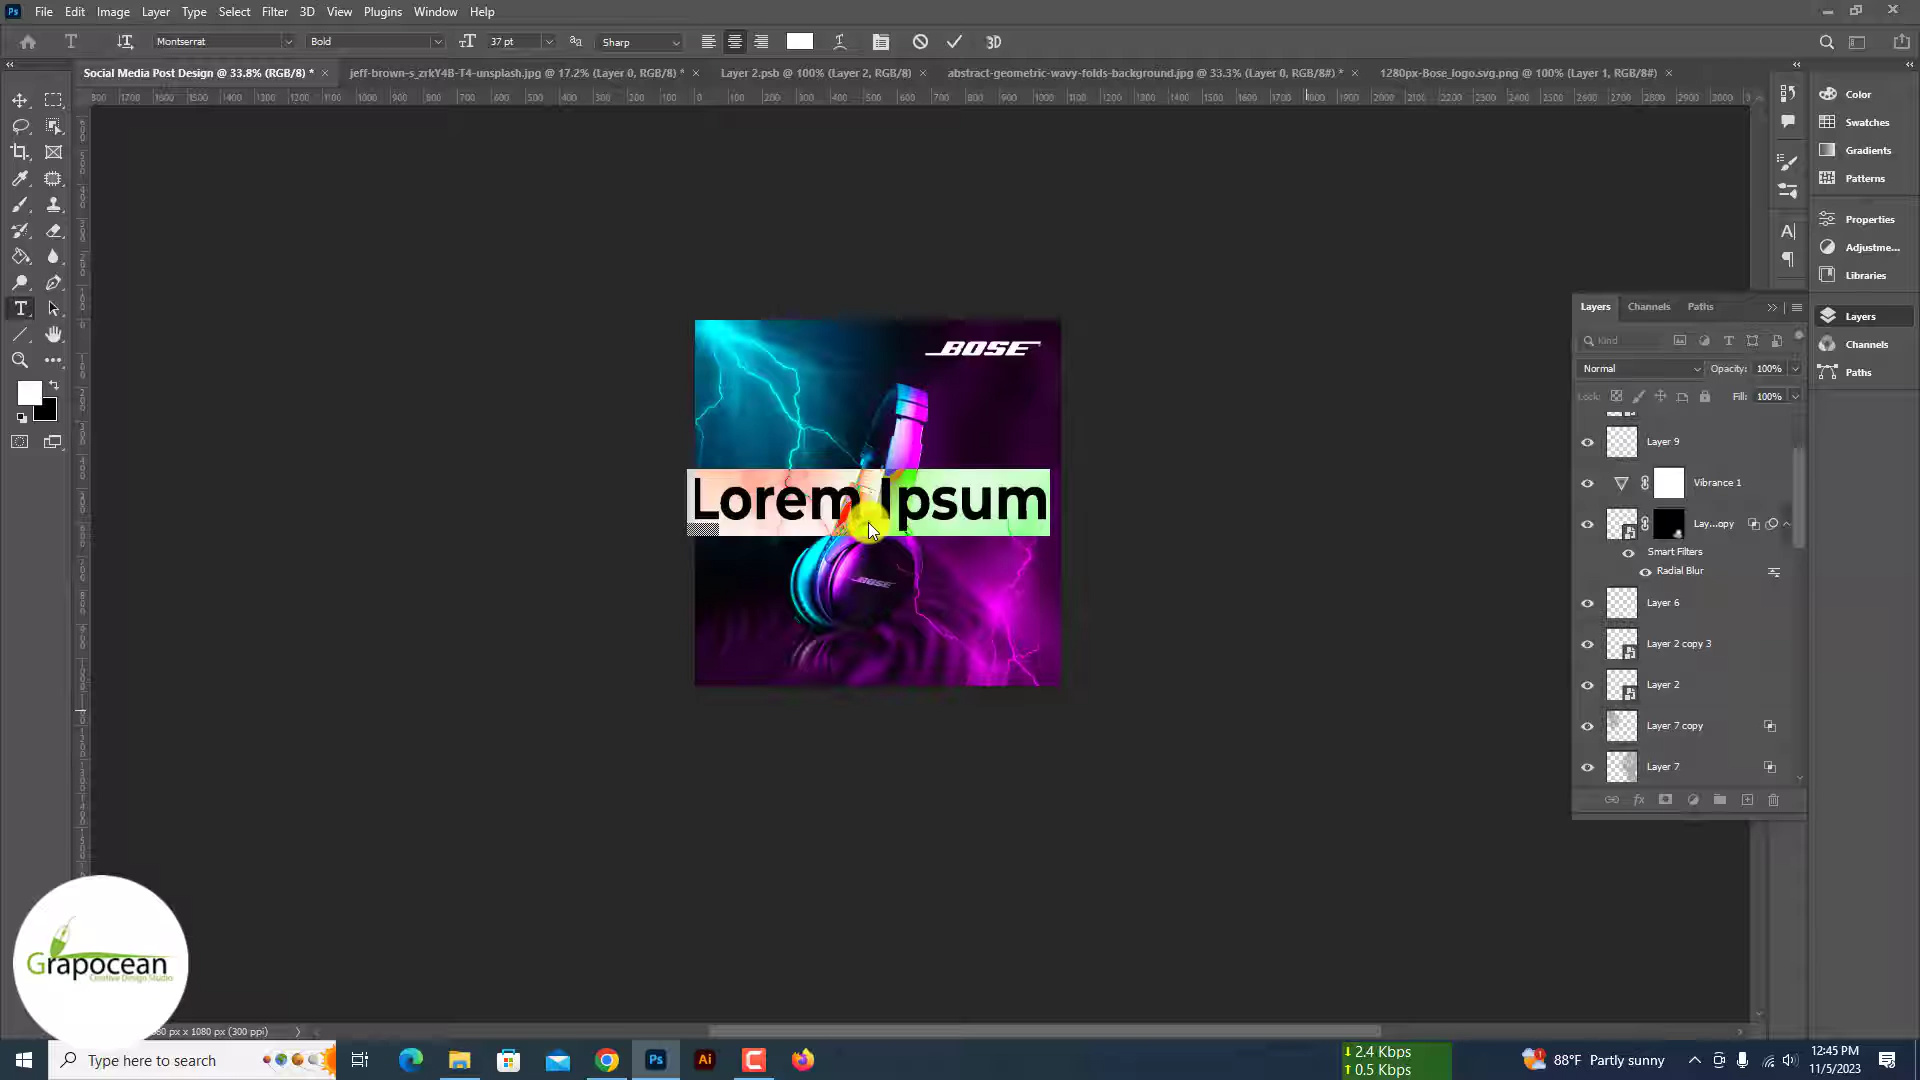 Ps File Edit Image Layer Type Select Filter 3D View Plugins Window Help
Montserrat Bold 37 pt Sharp 3D
Social Media Post Design @ 33.8% (RGB/8) * × jeff-brown-s_zrkY4B-T4-unsplash.jpg @ 17.2% (Layer 0, RGB/8) * × Layer 2.psb @ 100% (Layer 2, RGB/8) × abstract-geometric-wavy-folds-background.jpg @ 33.3% (Layer 0, RGB/8#) * × 1280px-Bose_logo.svg.png @ 100% (Layer 1, RGB/8#) ×
Color
Swatches
Gradients
Patterns
Properties
Adjustme...
Libraries
Layers
Channels
Paths
Layers Channels Paths
Kind
Normal Opacity: 100%
Lock: Fill: 100%
Layer 9
Vibrance 1
Lay...opy
Smart Filters
Radial Blur
Layer 6
Layer 2 copy 3
Layer 2
Layer 7 copy
Layer 7
BOSE
Lorem Ipsum
BOSE
Grapocean
Creative Design Studio
px x 1080 px (300 ppi)
Type here to search
Ps Ai
2.4 Kbps
0.5 Kbps
88°F Partly sunny
12:45 PM
11/5/2023